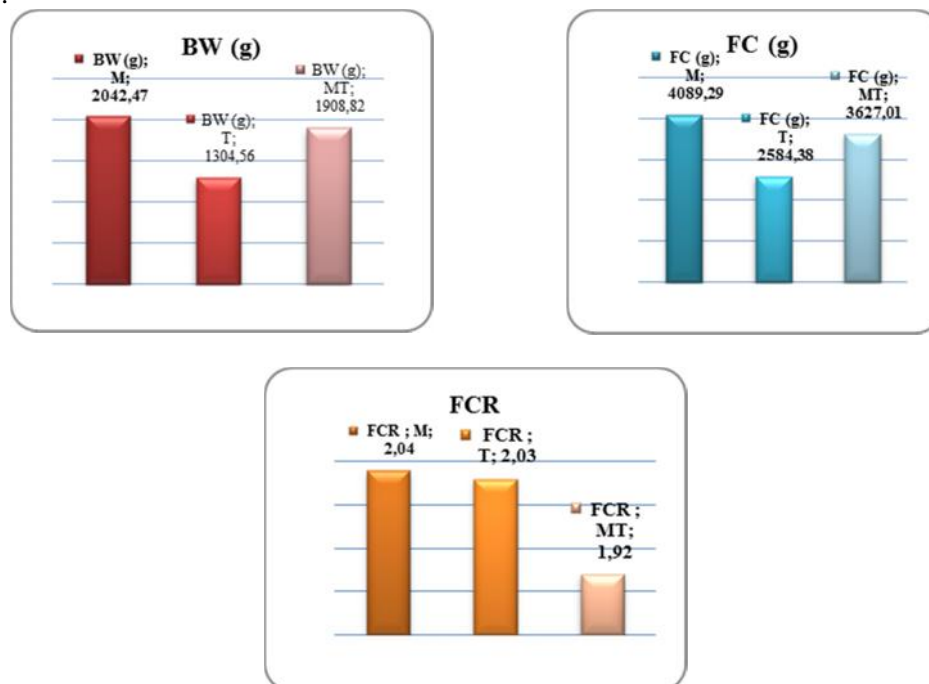 .
BW (g)
BW (g);
M;
2042,47
BW (g);
T;
1304,56
BW (g);
MT;
1908,82
FC (g)
FC (g);
M;
4089,29
FC (g);
T;
2584,38
FC (g);
MT;
3627,01
FCR
FCR ; M;
2,04
FCR ;
T; 2,03
FCR ;
MT;
1,92